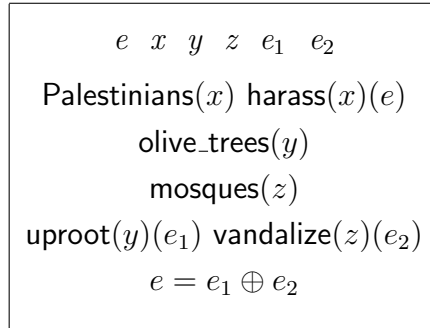 e x y z e₁ e₂
Palestinians(x) harass(x)(e)
olive_trees(y)
mosques(z)
uproot(y)(e₁) vandalize(z)(e₂)
e = e₁ ⊕ e₂